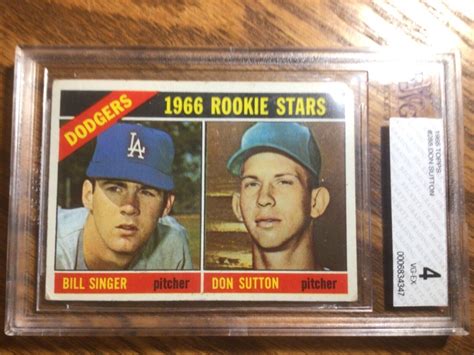 DODGERS
1966 ROOKIE STARS
LA
BILL SINGER pitcher
DON SUTTON pitcher
1966 TOPPS
#288 DON SUTTON
4
VG-EX
0006834347